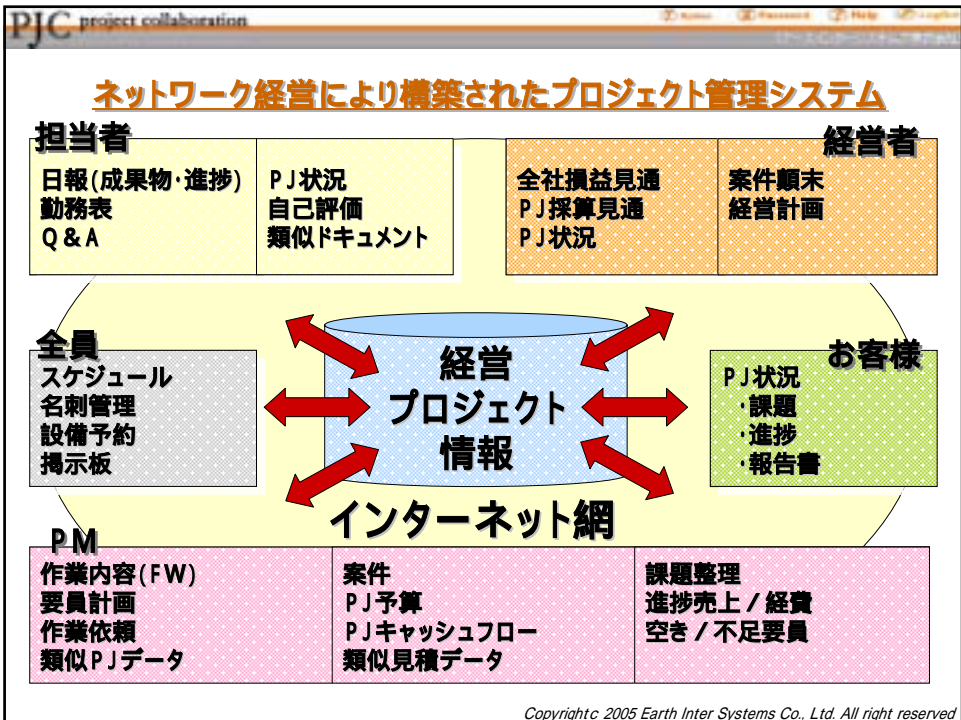 PJC project collaboration
Help
ネットワーク経営により構築されたプロジェクト管理システム
担当者
日報(成果物・進捗)
勤務表
Q&A
PJ状況
自己評価
類似ドキュメント
経営者
全社損益見通
PJ採算見通
PJ状況
案件顛末
経営計画
全員
スケジュール
名刺管理
設備予約
掲示板
経営
プロジェクト
情報
お客様
PJ状況
・課題
・進捗
・報告書
インターネット網
PM
作業内容(FW)
要員計画
作業依頼
類似PJデータ
案件
PJ予算
PJキャッシュフロー
類似見積データ
課題整理
進捗売上/経費
空き/不足要員
Copyrightc 2005 Earth Inter Systems Co., Ltd. All right reserved